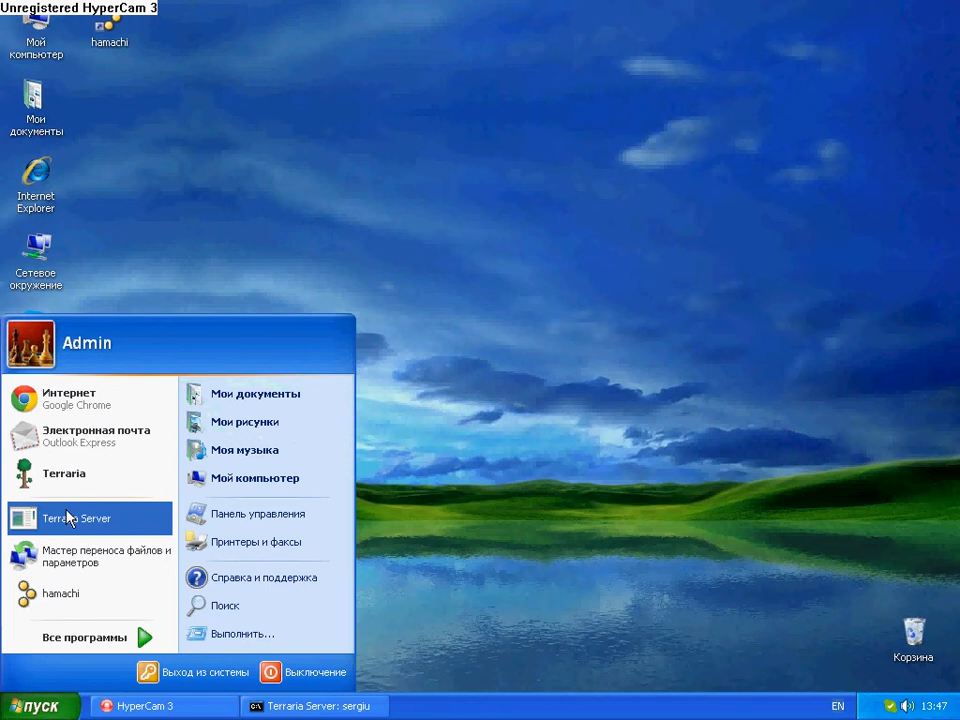 Unregistered HyperCam 3
Мой
компьютер
hamachi
Мои
документы
Internet
Explorer
Сетевое
окружение
Admin
Интернет
Google Chrome
Электронная почта
Outlook Express
Terraria
Terraria Server
Мастер переноса файлов и
параметров
hamachi
Все программы
Мои документы
Мои рисунки
Моя музыка
Мой компьютер
Панель управления
Принтеры и факсы
Справка и поддержка
Поиск
Выполнить...
Выход из системы
Выключение
Корзина
пуск
HyperCam 3
Terraria Server: sergiu
EN
13:47